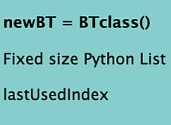 newBT = BTclass()
Fixed size Python List
lastUsedIndex